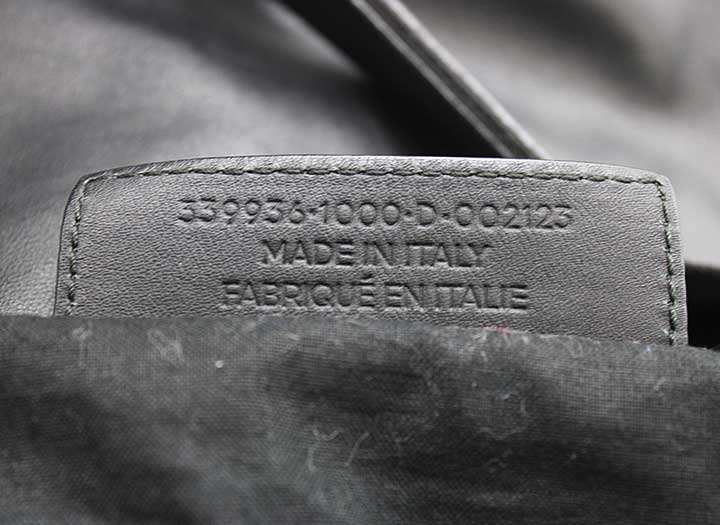 339936·1000·D·002123
MADE IN ITALY
FABRIQUÉ EN ITALIE